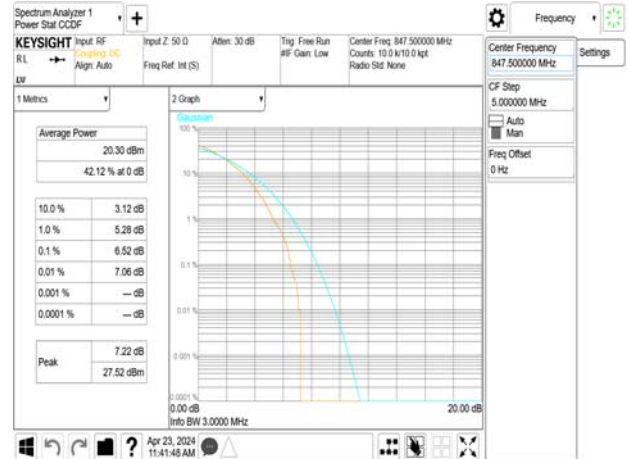 Spectrum Analyzer 1
Power Stat CCDF
Frequency
KEYSIGHT
Input: RF
Coupling: DC
Align: Auto
Input Z: 50 Ω
Freq Ref: Int (S)
Atten: 30 dB
Trig: Free Run
#IF Gain: Low
Center Freq: 847.500000 MHz
Counts: 10.0 k/10.0 kpt
Radio Std: None
RL
LW
Center Frequency
847.500000 MHz
Settings
CF Step
5.000000 MHz
Auto
Man
Freq Offset
0 Hz
1 Metrics
2 Graph
Average Power
20.30 dBm
42.12 % at 0 dB
10.0 % 3.12 dB
1.0 % 5.28 dB
0.1 % 6.52 dB
0.01 % 7.06 dB
0.001 % --- dB
0.0001 % --- dB
Peak
7.22 dB
27.52 dBm
Gaussian
100 %
10 %
1 %
0.1 %
0.01 %
0.001 %
0.0001 %
0.00 dB
20.00 dB
Info BW 3.0000 MHz
Apr 23, 2024
11:41:48 AM